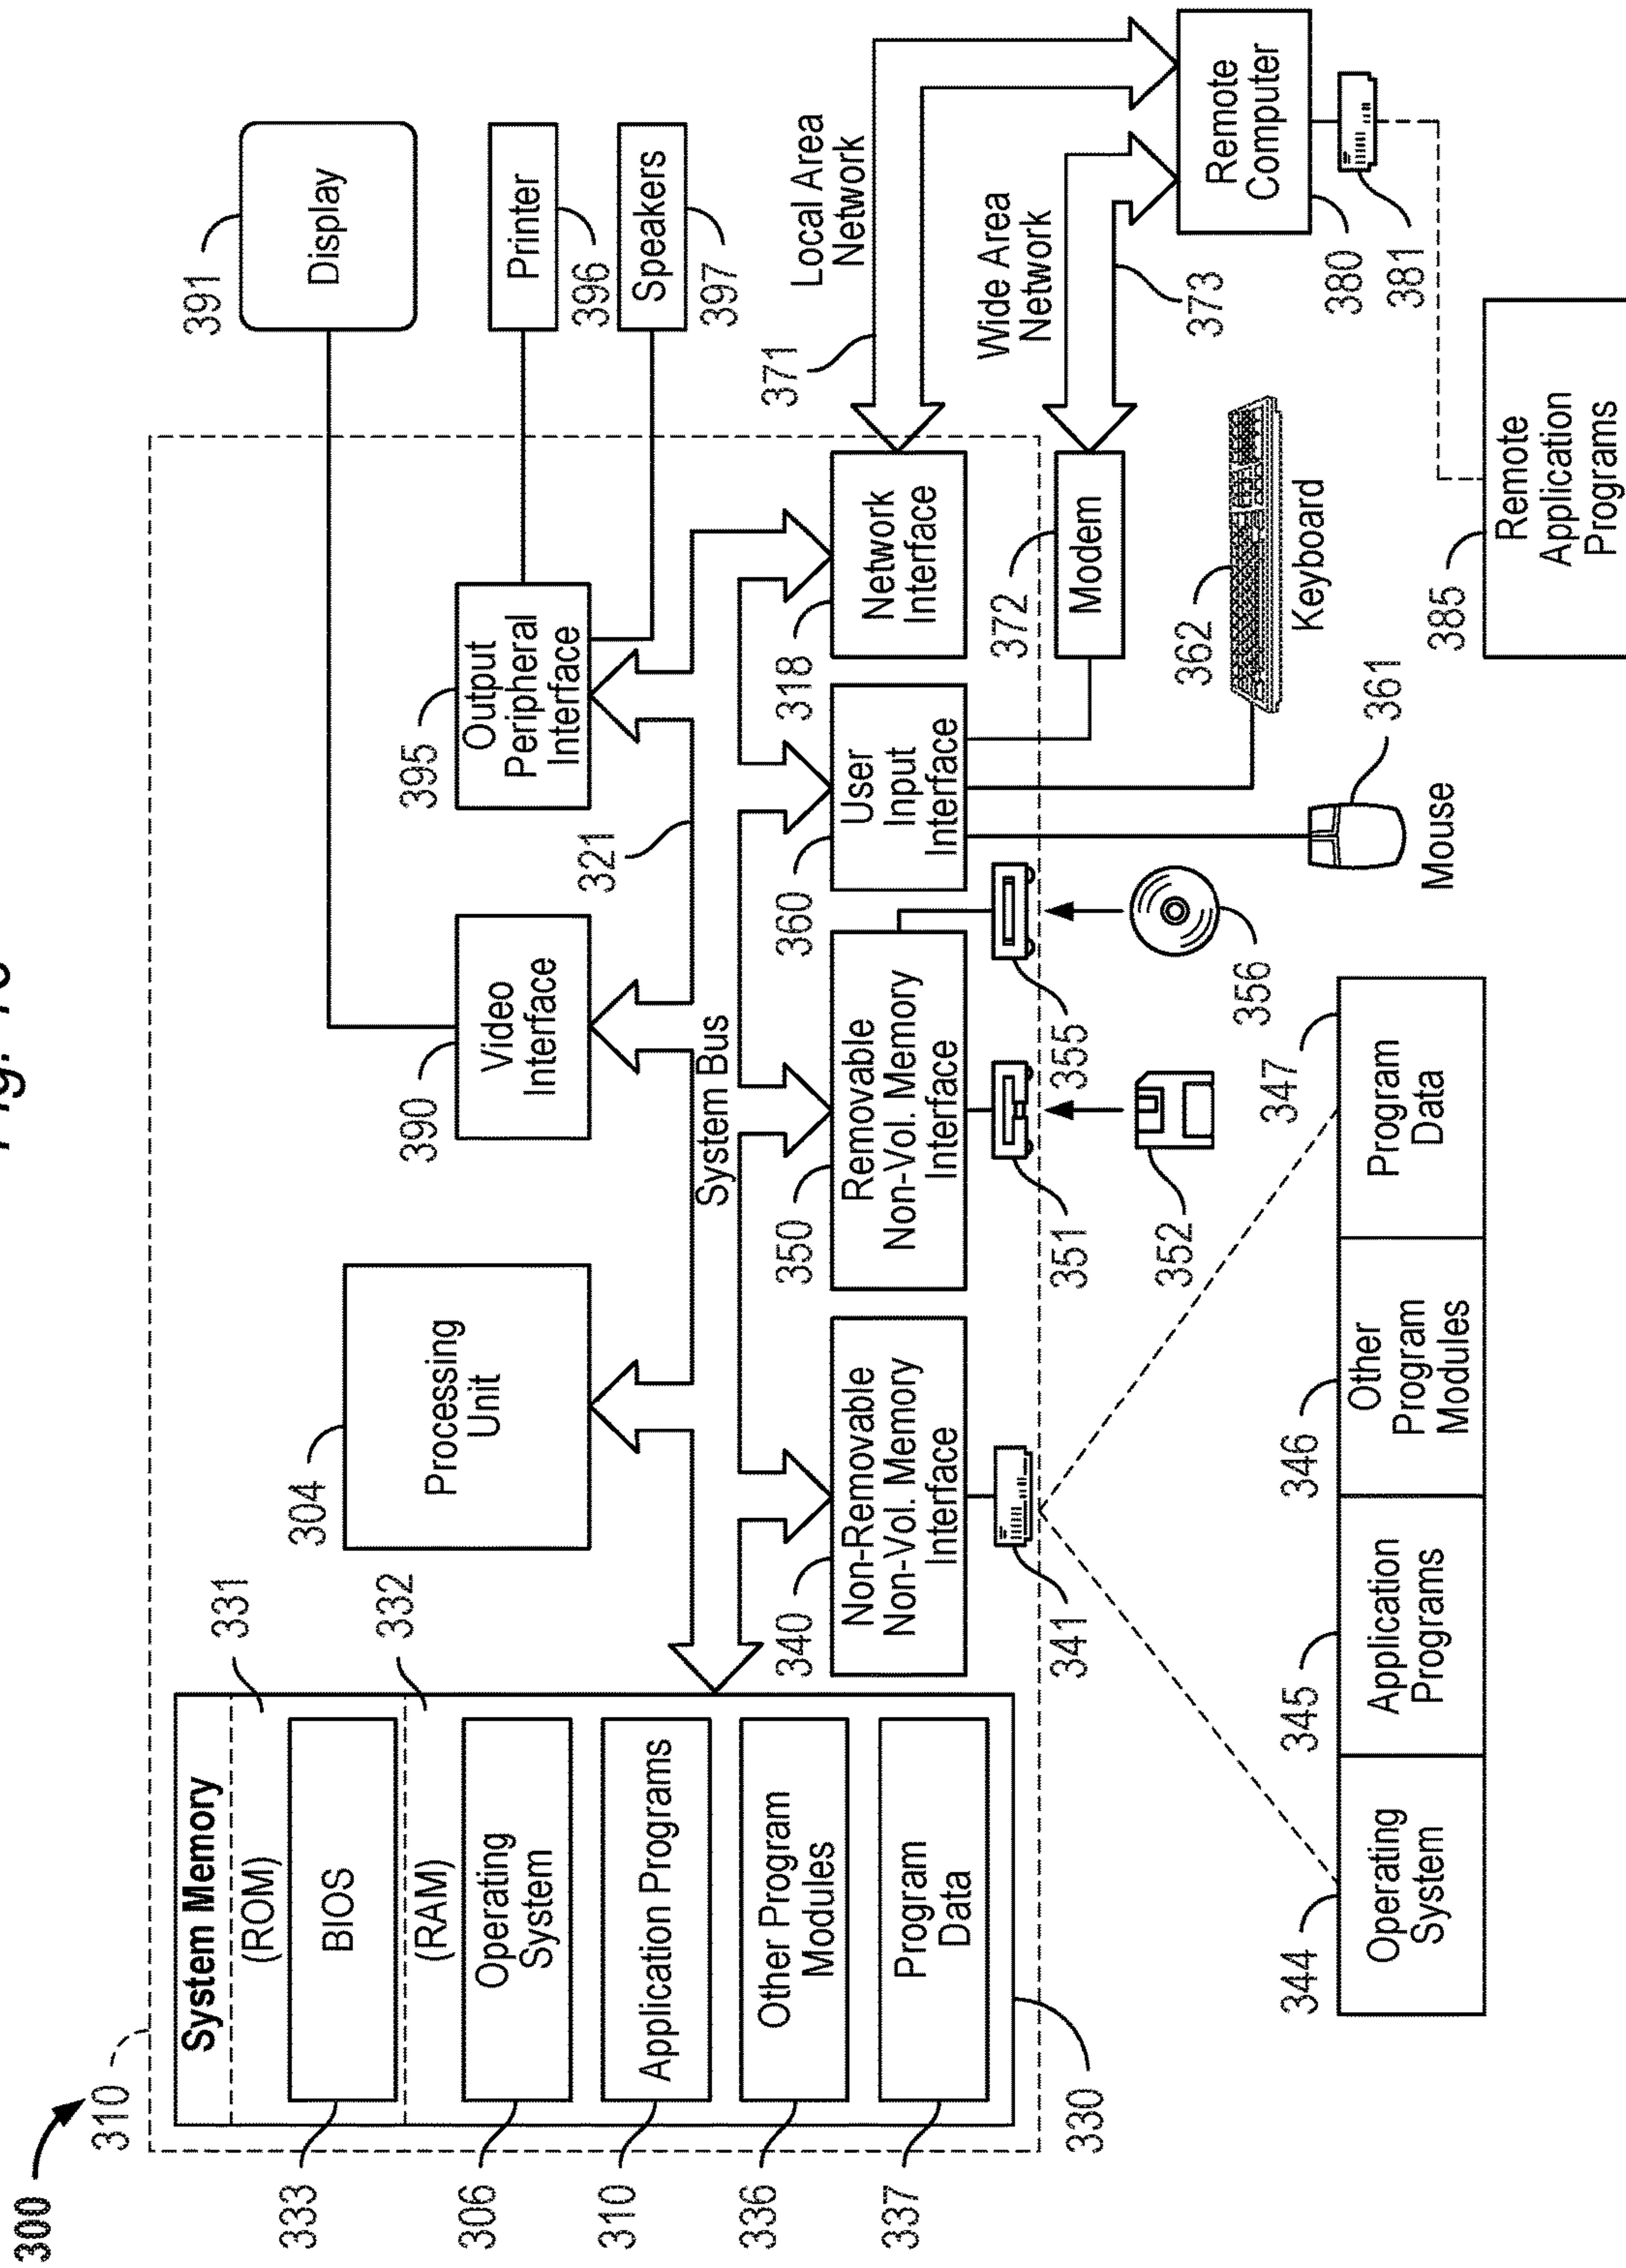 300
310
System Memory
(ROM)
331
BIOS
333
(RAM)
332
Operating
System
306
Application Programs
310
Other Program
Modules
336
Program
Data
337
330
304
Processing
Unit
390
Video
Interface
395
Output
Peripheral
Interface
391
Display
Printer
396
Speakers
397
System Bus
321
340
Non-Removable
Non-Vol. Memory
Interface
350
Removable
Non-Vol. Memory
Interface
360
User
Input
Interface
318
Network
Interface
371
Local Area
Network
Wide Area
Network
373
372
Modem
Remote
Computer
380
381
341
351
355
352
356
Mouse
361
362
Keyboard
344
Operating
System
345
Application
Programs
346
Other
Program
Modules
347
Program
Data
385
Remote
Application
Programs